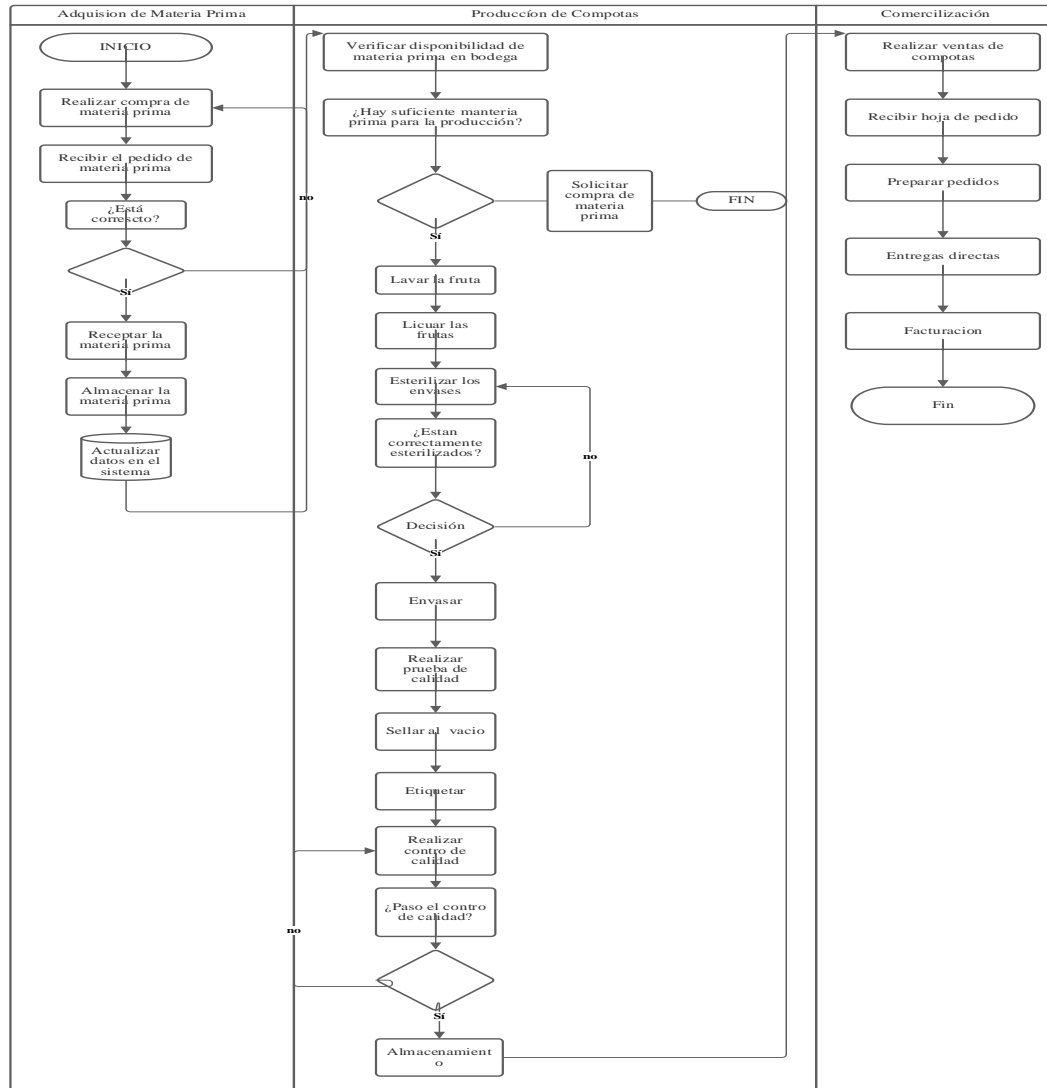 Adquision de Materia Prima
INICIO
Realizar compra de
materia prima
Recibir el pedido de
materia prima
¿Está
correscto?
no
Sí
Receptar la
materia prima
Almacenar la
materia prima
Actualizar
datos en el
sistema
Produccíon de Compotas
Verificar disponibilidad de
materia prima en bodega
¿Hay suficiente manteria
prima para la producción?
Solicitar
compra de
materia
prima
FIN
Sí
Lavar la fruta
Licuar las
frutas
Esterilizar los
envases
¿Estan
correctamente
esterilizados?
no
Decisión
Sí
Envasar
Realizar
prueba de
calidad
Sellar al vacio
Etiquetar
Realizar
contro de
calidad
¿Paso el contro
de calidad?
no
Sí
Almacenamient
o
Comercilización
Realizar ventas de
compotas
Recibir hoja de pedido
Preparar pedidos
Entregas directas
Facturacion
Fin